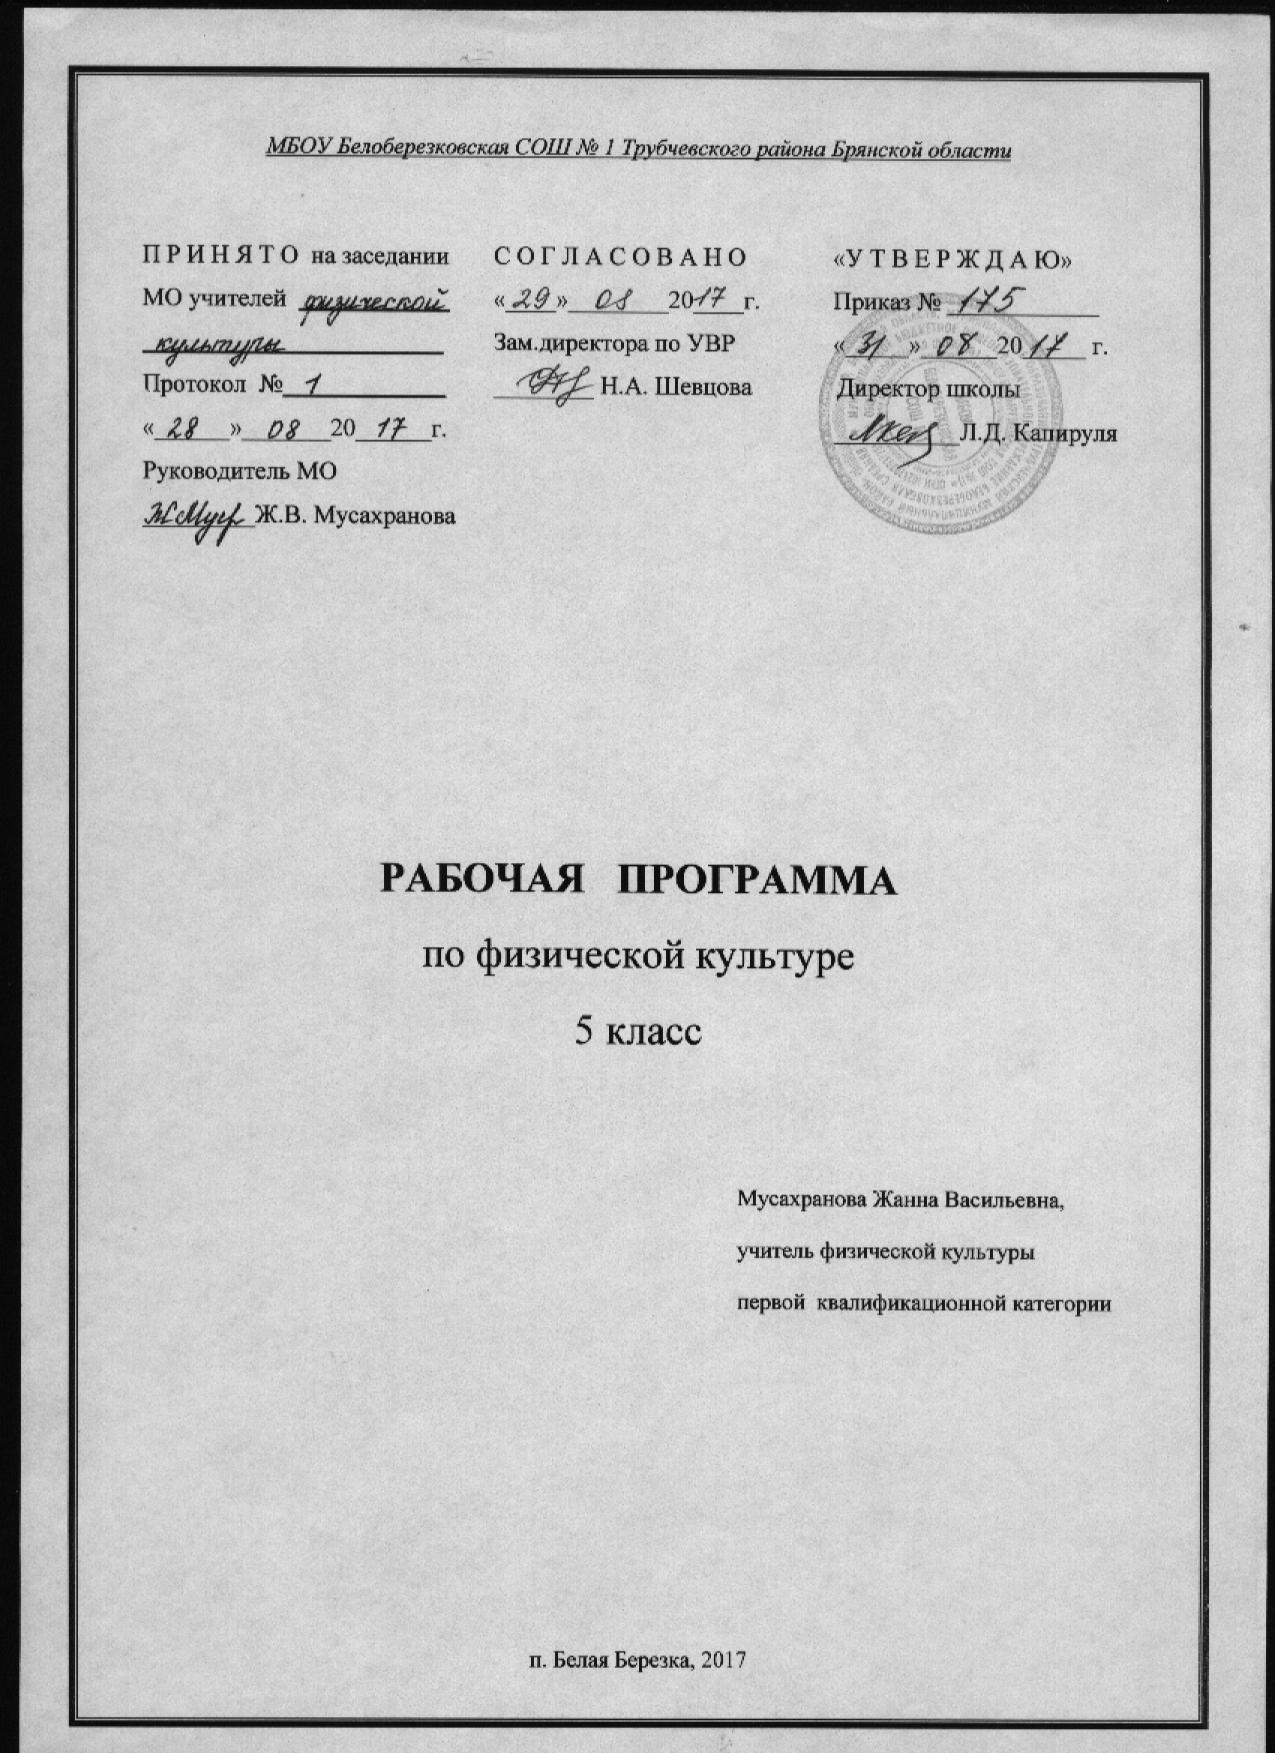 МБОУ Белоберезковская СОШ № 1 Трубчевского района Брянской области
П Р И Н Я Т О на заседании
МО учителей физической
культуры
Протокол № 1
«28» 08 2017 г.
Руководитель МО
Ж.В. Мусахранова
С О Г Л А С О В А Н О
«29» 08 2017 г.
Зам.директора по УВР
Н.А. Шевцова
«У Т В Е Р Ж Д А Ю»
Приказ № 175
«31» 08 2017 г.
Директор школы
Л.Д. Капируля
РАБОЧАЯ ПРОГРАММА
по физической культуре
5 класс
Мусахранова Жанна Васильевна,
учитель физической культуры
первой квалификационной категории
п. Белая Березка, 2017